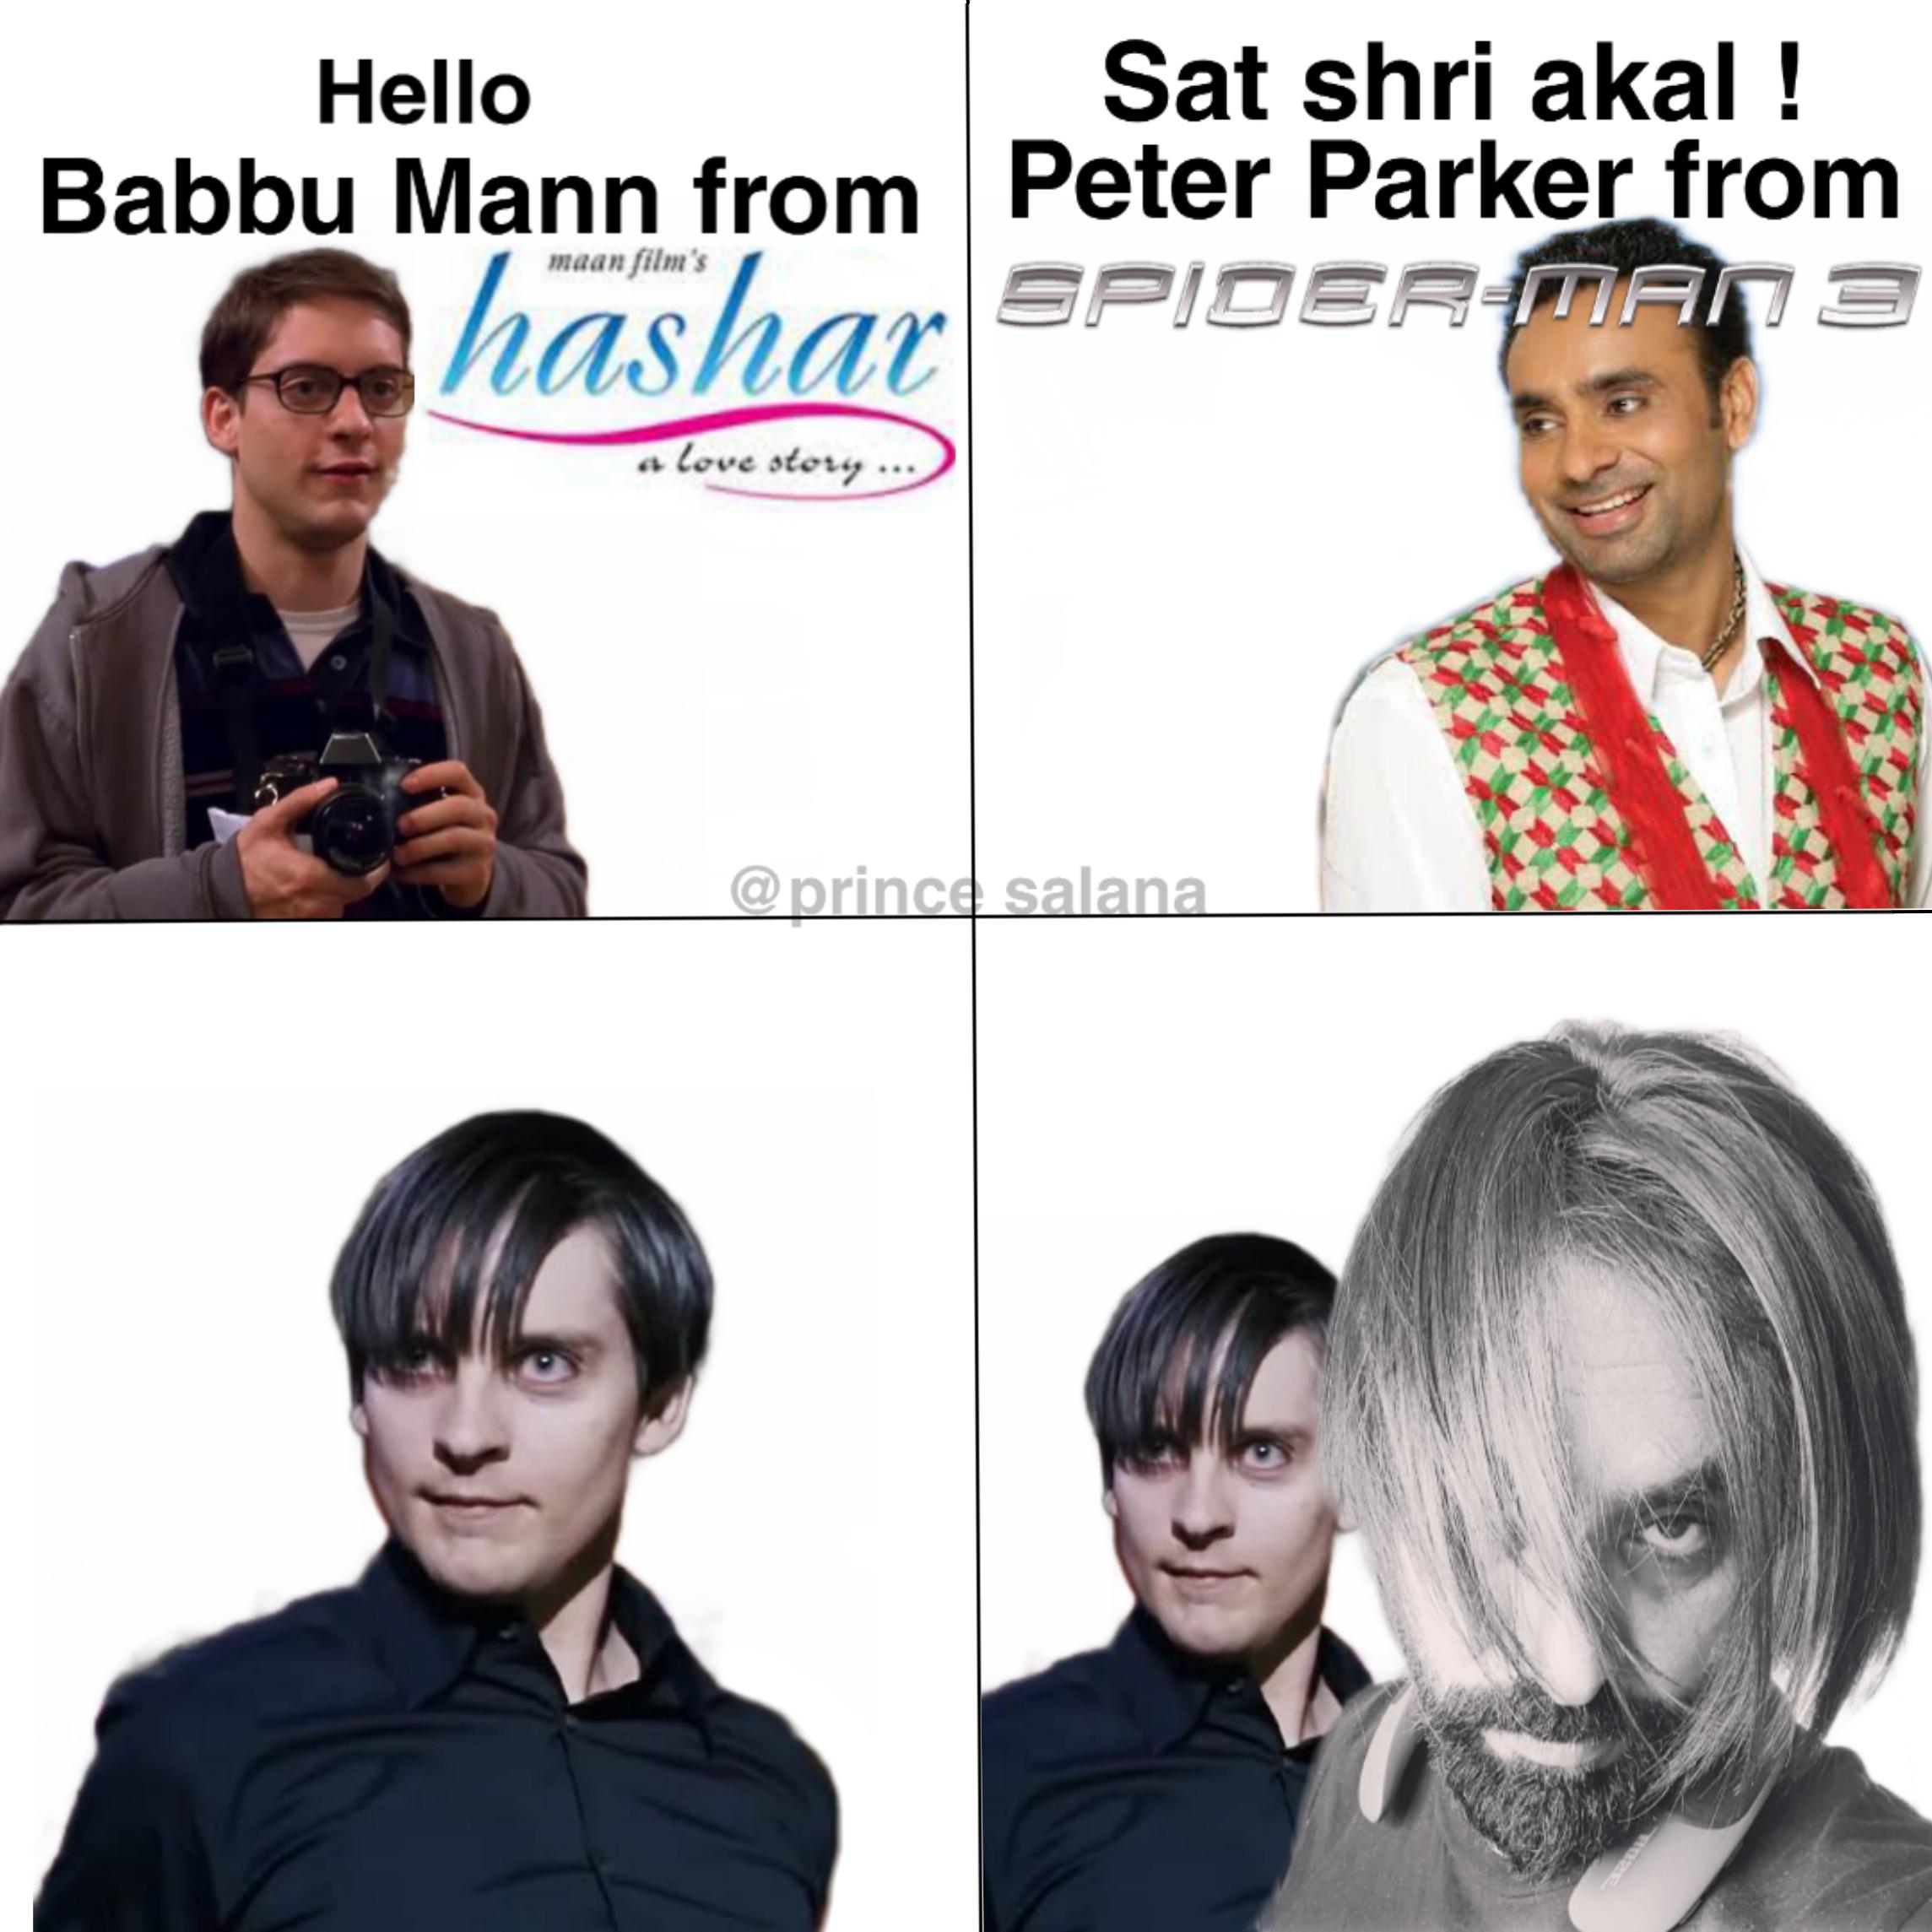 Hello
Babbu Mann from
maan film's
hashar
a love story ...
Sat shri akal !
Peter Parker from
SPIDER-MAN 3
@prince salana